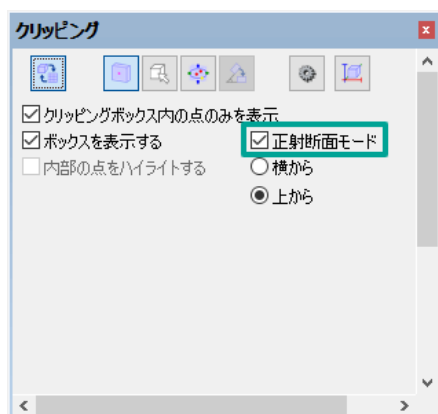 クリッピング
クリッピングボックス内の点のみを表示
ボックスを表示する
正射断面モード
内部の点をハイライトする
横から
上から